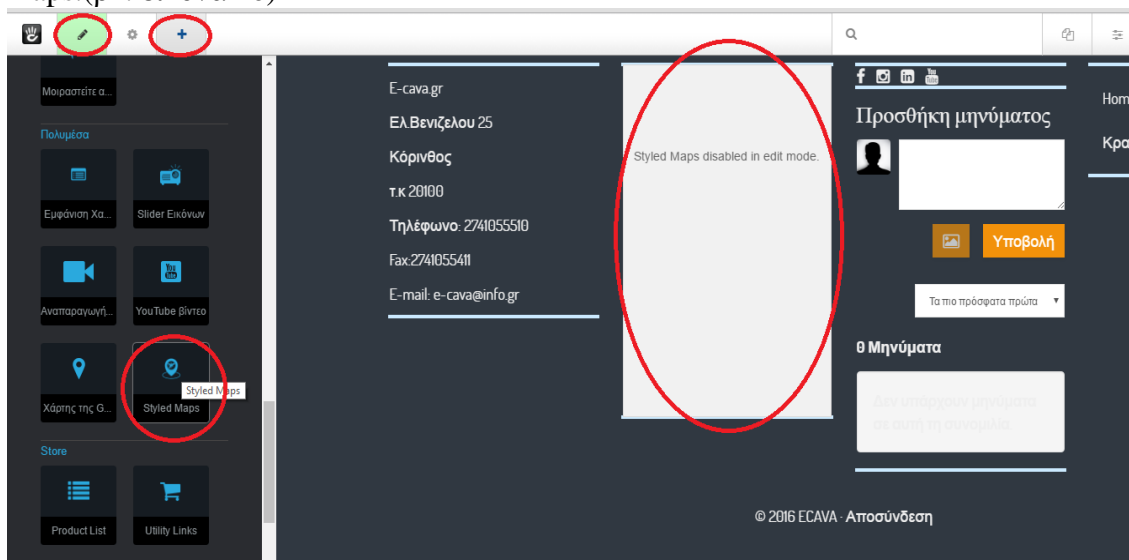 Μοιραστείτε α...
Πολυμέσα
Εμφάνιση Χα...
Slider Εικόνων
Αναπαραγωγή...
YouTube βίντεο
Χάρτης της G...
Styled Maps
Styled Maps
Store
Product List
Utility Links
E-cava.gr
Ελ.Βενιζελου 25
Κόρινθος
τ.κ 20100
Τηλέφωνο: 2741055510
Fax:2741055411
E-mail: e-cava@info.gr
Styled Maps disabled in edit mode.
Προσθήκη μηνύματος
Υποβολή
Τα πιο πρόσφατα πρώτα
0 Μηνύματα
Δεν υπάρχουν μηνύματα
σε αυτή τη συνομιλία.
Hom
Κρα
© 2016 ECAVA · Αποσύνδεση